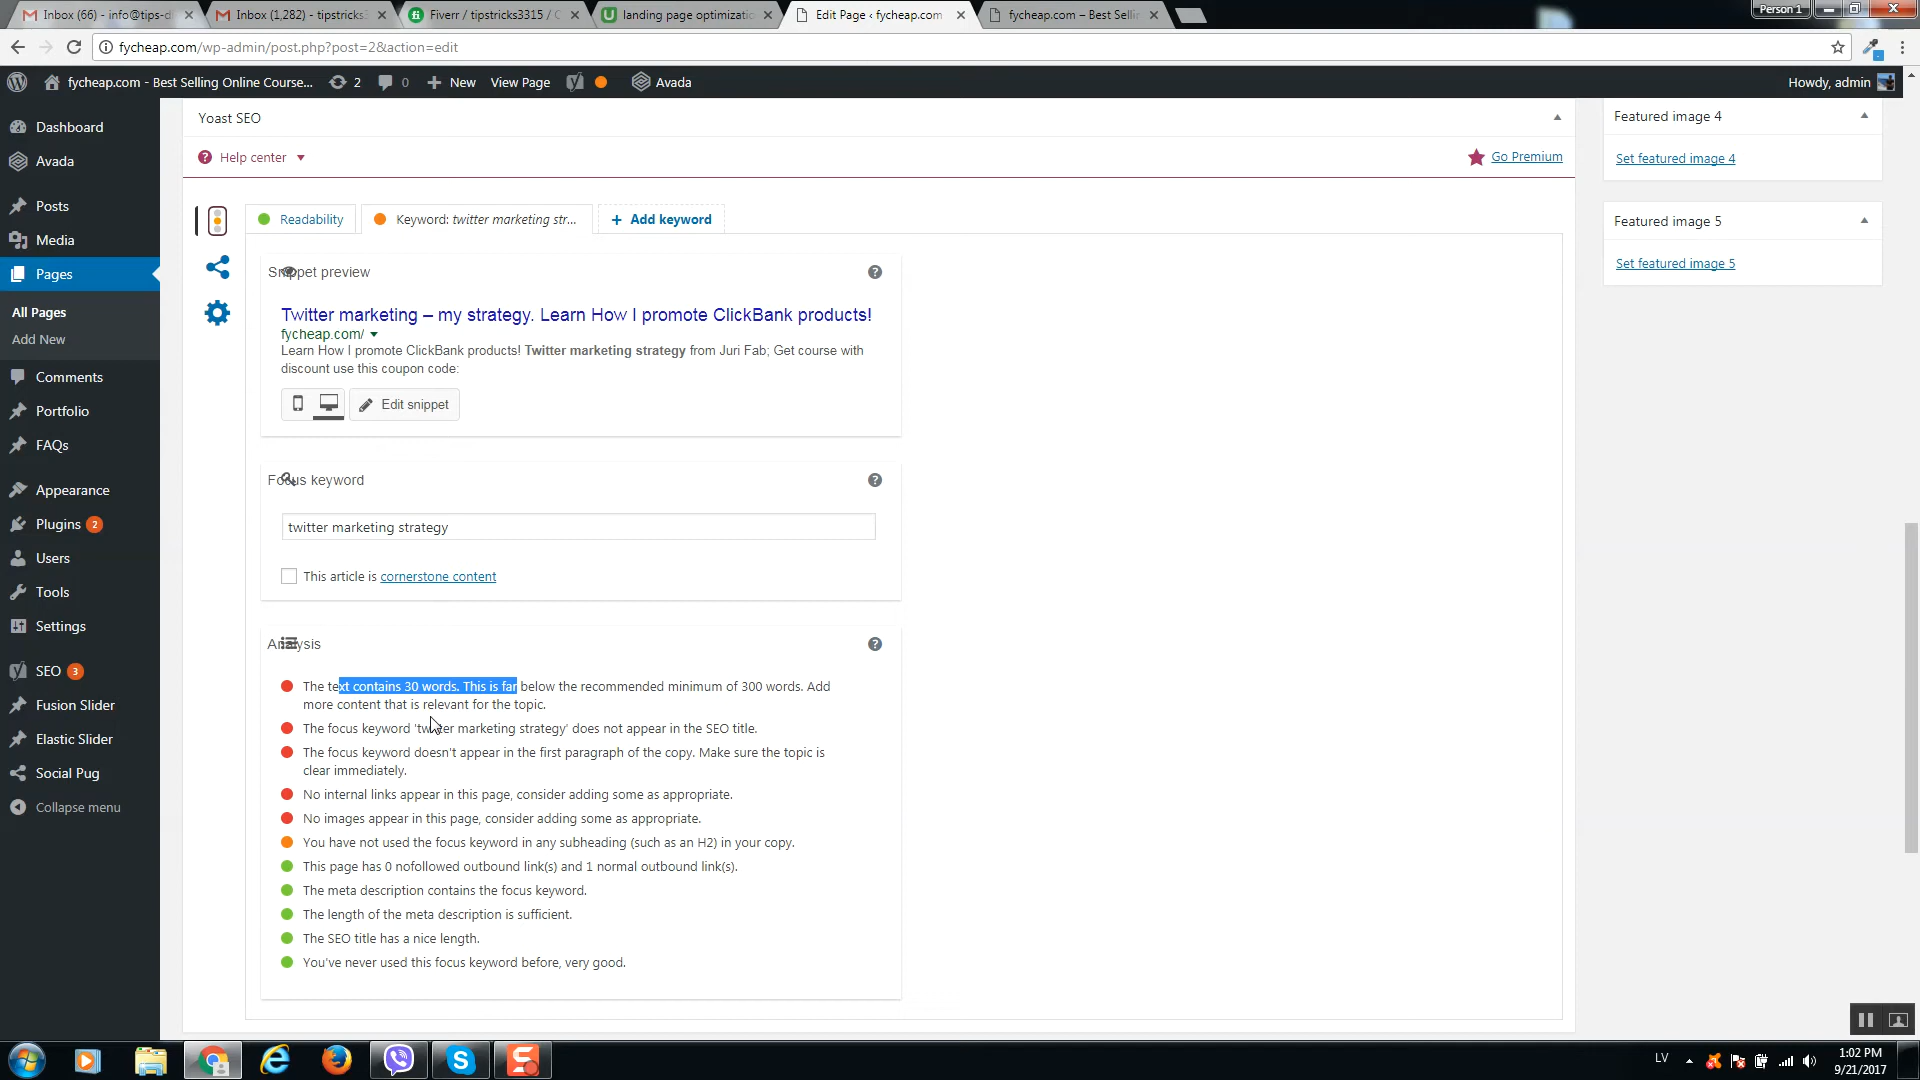 Inbox (66) - info@tips-d
Inbox (1,282) - tipstricks3
Fiverr / tipstricks3315 / C
landing page optimizatio
Edit Page ‹ fycheap.com
fycheap.com – Best Selli
Person 1
fycheap.com/wp-admin/post.php?post=2&action=edit
fycheap.com - Best Selling Online Course...
2
0
New
View Page
Avada
Howdy, admin
Dashboard
Avada
Posts
Media
Pages
All Pages
Add New
Comments
Portfolio
FAQs
Appearance
Plugins 2
Users
Tools
Settings
SEO 3
Fusion Slider
Elastic Slider
Social Pug
Collapse menu
Yoast SEO
Help center
Go Premium
Readability
Keyword: twitter marketing str...
+ Add keyword
Snippet preview
Twitter marketing – my strategy. Learn How I promote ClickBank products!
fycheap.com/
Learn How I promote ClickBank products! Twitter marketing strategy from Juri Fab; Get course with
discount use this coupon code:
Edit snippet
Focus keyword
twitter marketing strategy
This article is cornerstone content
Analysis
The text contains 30 words. This is far below the recommended minimum of 300 words. Add
more content that is relevant for the topic.
The focus keyword 'twitter marketing strategy' does not appear in the SEO title.
The focus keyword doesn't appear in the first paragraph of the copy. Make sure the topic is
clear immediately.
No internal links appear in this page, consider adding some as appropriate.
No images appear in this page, consider adding some as appropriate.
You have not used the focus keyword in any subheading (such as an H2) in your copy.
This page has 0 nofollowed outbound link(s) and 1 normal outbound link(s).
The meta description contains the focus keyword.
The length of the meta description is sufficient.
The SEO title has a nice length.
You've never used this focus keyword before, very good.
Featured image 4
Set featured image 4
Featured image 5
Set featured image 5
LV
1:02 PM
9/21/2017